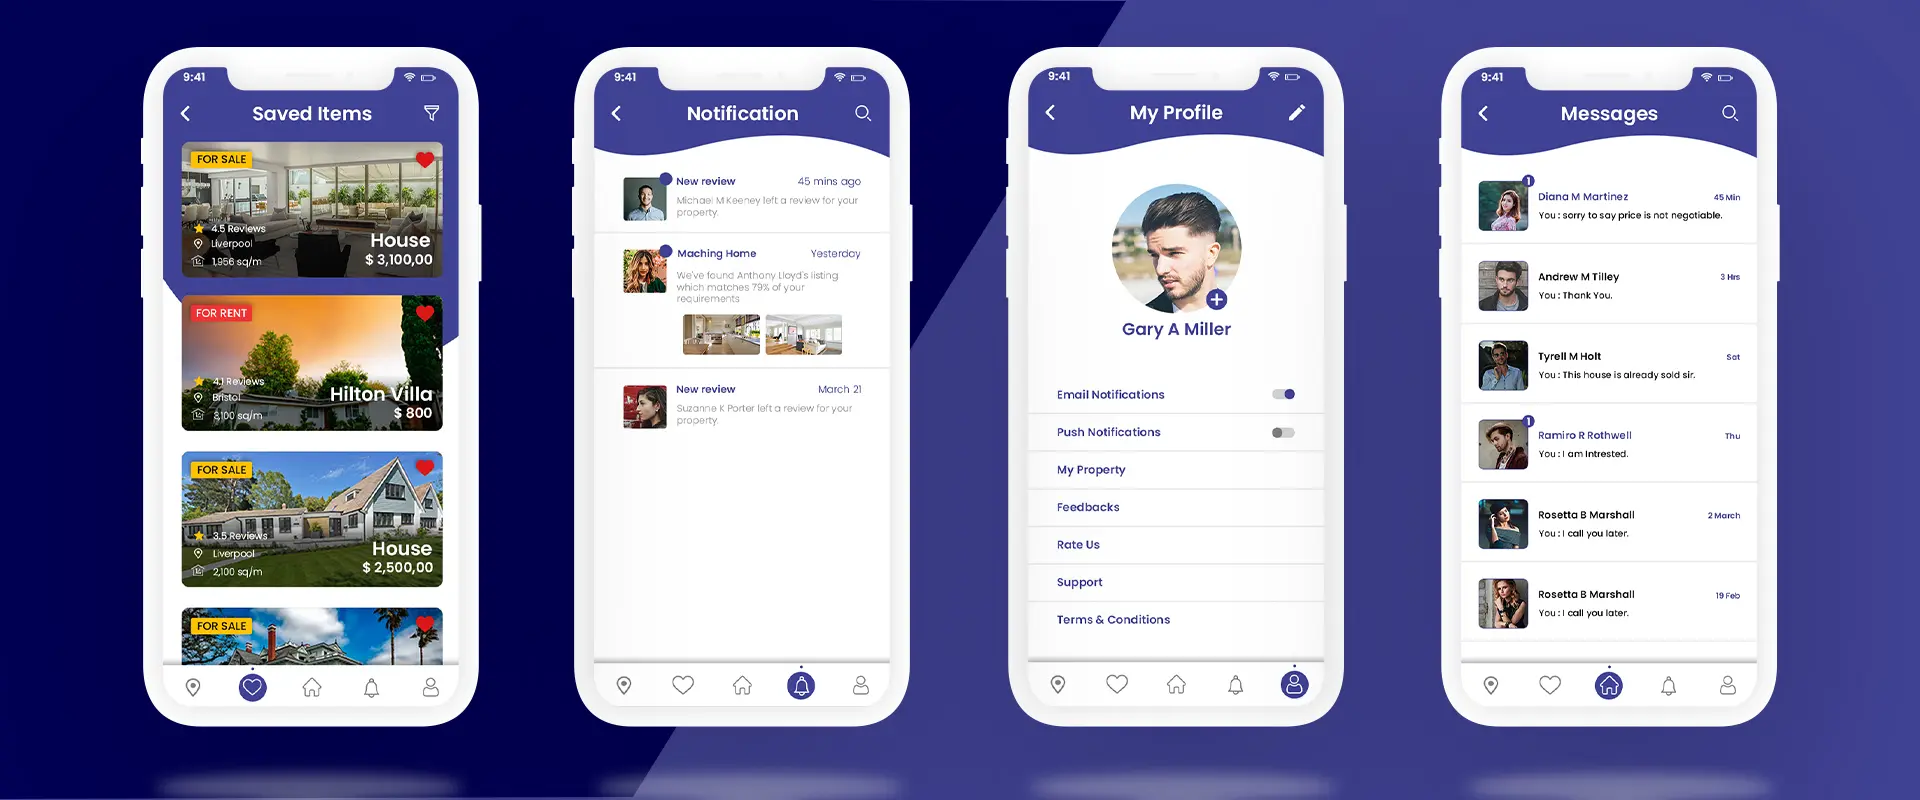 9:41
Saved Items
FOR SALE
4.5 Reviews
Liverpool
House
1,956 sq/m
$ 3,100,00
FOR RENT
4.1 Reviews
Bristol
Hilton Villa
3,100 sq/m
$ 800
FOR SALE
3.5 Reviews
Liverpool
House
2,100 sq/m
$ 2,500,00
FOR SALE
9:41
Notification
New review 45 mins ago
Michael M Keeney left a review for your
property.
Maching Home Yesterday
We've found Anthony Lloyd's listing
which matches 79% of your
requirements
New review March 21
Suzanne K Porter left a review for your
property.
9:41
My Profile
Gary A Miller
Email Notifications
Push Notifications
My Property
Feedbacks
Rate Us
Support
Terms & Conditions
9:41
Messages
1
Diana M Martinez 45 Min
You : sorry to say price is not negotiable.
Andrew M Tilley 3 Hrs
You : Thank You.
Tyrell M Holt Sat
You : This house is already sold sir.
1
Ramiro R Rothwell Thu
You : I am Intrested.
Rosetta B Marshall 2 March
You : I call you later.
Rosetta B Marshall 19 Feb
You : I call you later.